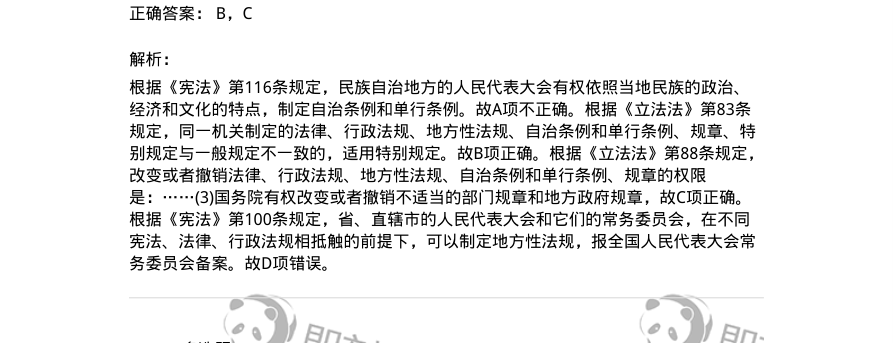 正确答案： B，C
解析：
根据《宪法》第116条规定，民族自治地方的人民代表大会有权依照当地民族的政治、
经济和文化的特点，制定自治条例和单行条例。故A项不正确。根据《立法法》第83条
规定，同一机关制定的法律、行政法规、地方性法规、自治条例和单行条例、规章、特
别规定与一般规定不一致的，适用特别规定。故B项正确。根据《立法法》第88条规定，
改变或者撤销法律、行政法规、地方性法规、自治条例和单行条例、规章的权限
是：……(3)国务院有权改变或者撤销不适当的部门规章和地方政府规章，故C项正确。
根据《宪法》第100条规定，省、直辖市的人民代表大会和它们的常务委员会，在不同
宪法、法律、行政法规相抵触的前提下，可以制定地方性法规，报全国人民代表大会常
务委员会备案。故D项错误。